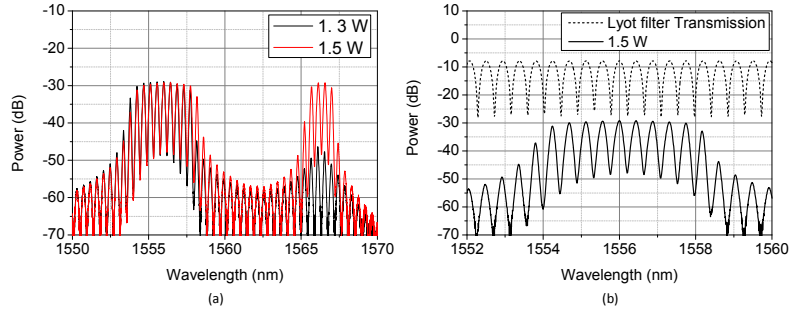 1. 3 W
1.5 W
-10
-20
-30
-40
-50
-60
-70
Power (dB)
1550
1555
1560
1565
1570
Wavelength (nm)
(a)
Lyot filter Transmission
1.5 W
10
0
-10
-20
-30
-40
-50
-60
-70
Power (dB)
1552
1554
1556
1558
1560
Wavelength (nm)
(b)